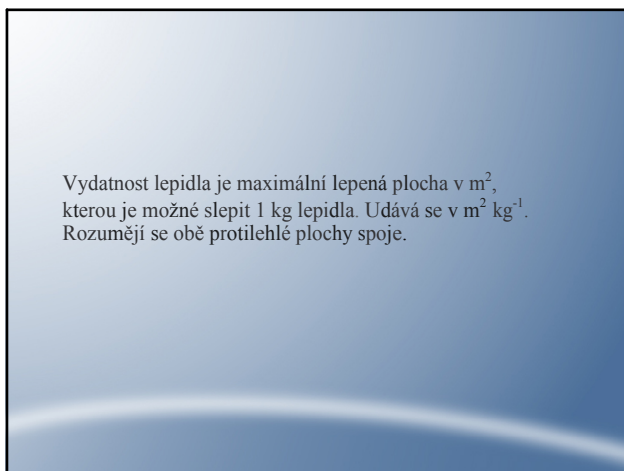 Vydatnost lepidla je maximální lepená plocha v m²,
kterou je možné slepit 1 kg lepidla. Udává se v m² kg⁻¹.
Rozumějí se obě protilehlé plochy spoje.